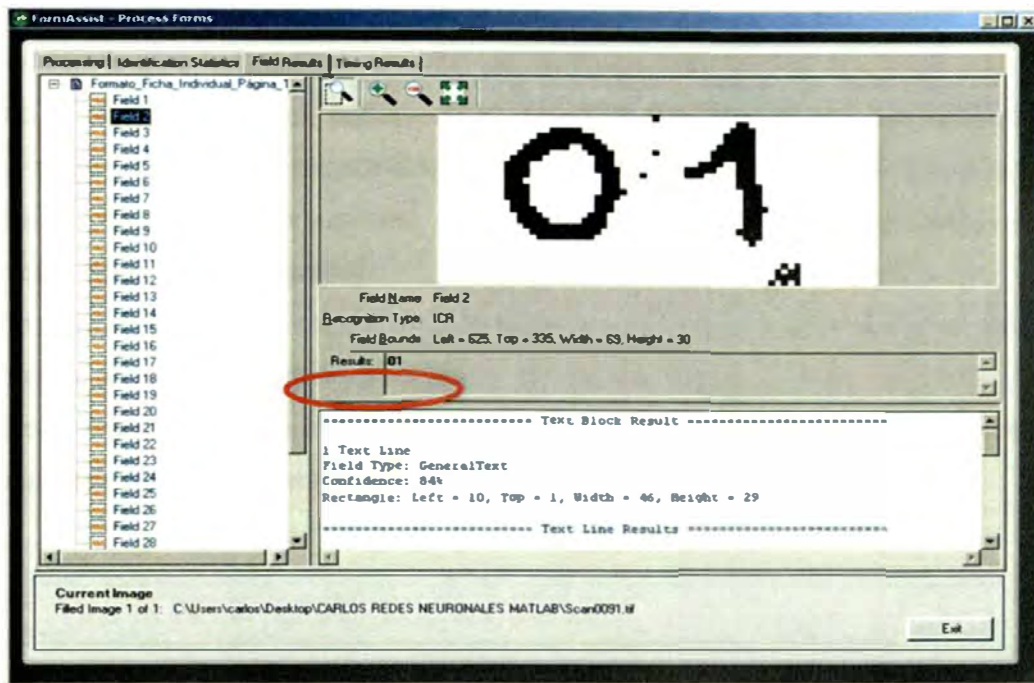 FormAssist - Process Forms
Processing Identification Statistics Field Results Timing Results
Formato_Ficha_Individual_Página_1
Field 1
Field 2
Field 3
Field 4
Field 5
Field 6
Field 7
Field 8
Field 9
Field 10
Field 11
Field 12
Field 13
Field 14
Field 15
Field 16
Field 17
Field 18
Field 19
Field 20
Field 21
Field 22
Field 23
Field 24
Field 25
Field 26
Field 27
Field 28
01
Field Name Field 2
Recognition Type ICR
Field Bounds Left = 625, Top = 335, Width = 69, Height = 30
Results: 01
-------------------------- Text Block Result -------------------------
1 Text Line
Field Type: GeneralText
Confidence: 84%
Rectangle: Left = 10, Top = 1, Width = 46, Height = 29
-------------------------- Text Line Results -------------------------
Current Image
Filled Image 1 of 1: C:\Users\carlos\Desktop\CARLOS REDES NEURONALES MATLAB\Scan0091.tif
Exit